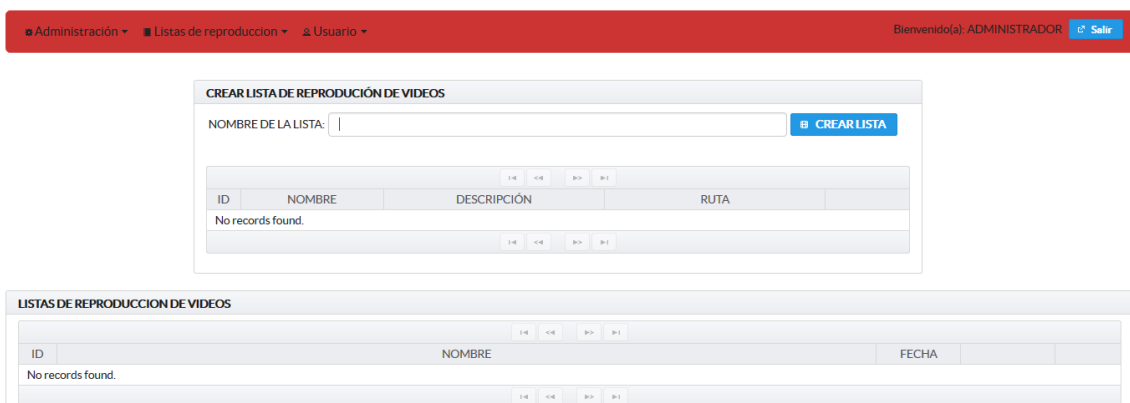 Administración Listas de reproduccion Usuario Bienvenido(a): ADMINISTRADOR Salir
CREAR LISTA DE REPRODUCIÓN DE VIDEOS
NOMBRE DE LA LISTA: CREAR LISTA
ID NOMBRE DESCRIPCIÓN RUTA
No records found.
LISTAS DE REPRODUCCION DE VIDEOS
ID NOMBRE FECHA
No records found.